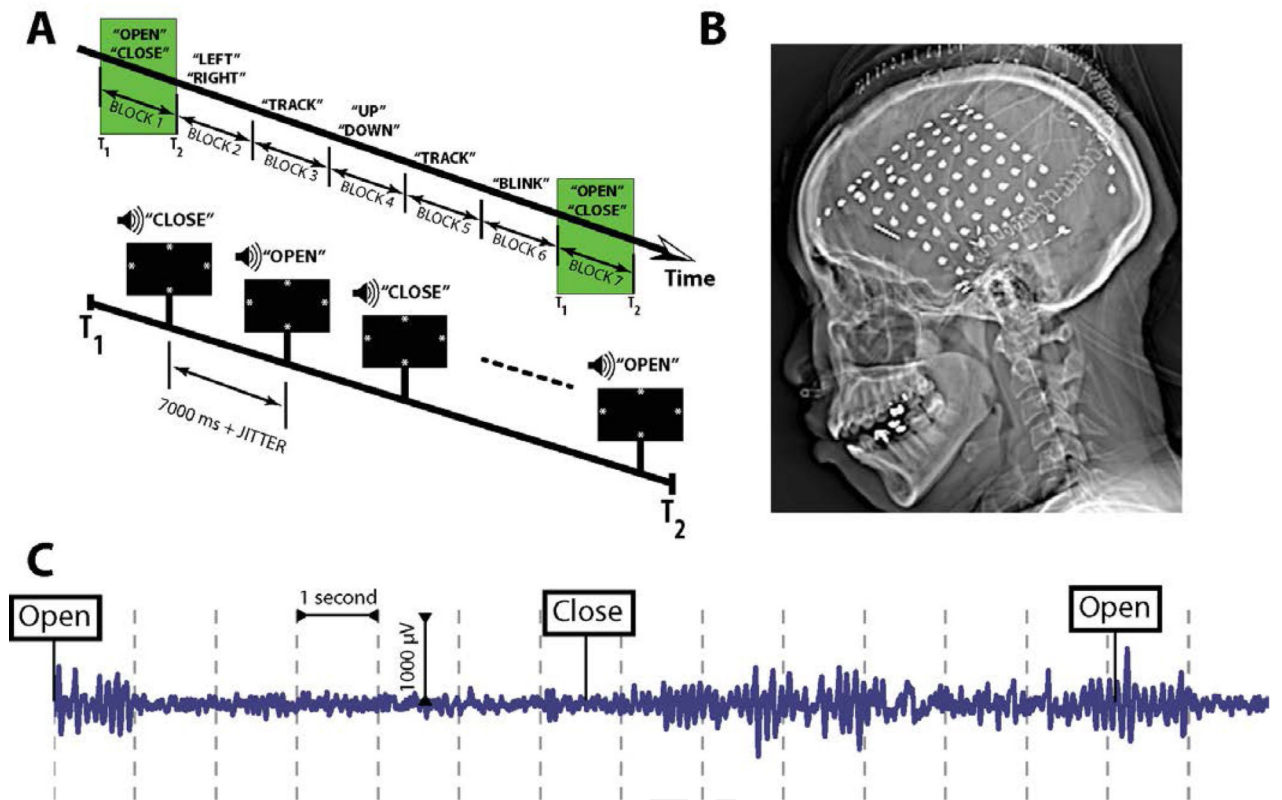 A
"OPEN"
"CLOSE"
"LEFT"
"RIGHT"
"TRACK"
"UP"
"DOWN"
"TRACK"
"BLINK"
"OPEN"
"CLOSE"
BLOCK 1
BLOCK 2
BLOCK 3
BLOCK 4
BLOCK 5
BLOCK 6
BLOCK 7
T1
T2
T1
T2
Time
"CLOSE"
"OPEN"
"CLOSE"
"OPEN"
T1
7000 ms + JITTER
T2
B
C
Open
1 second
1000 μV
Close
Open